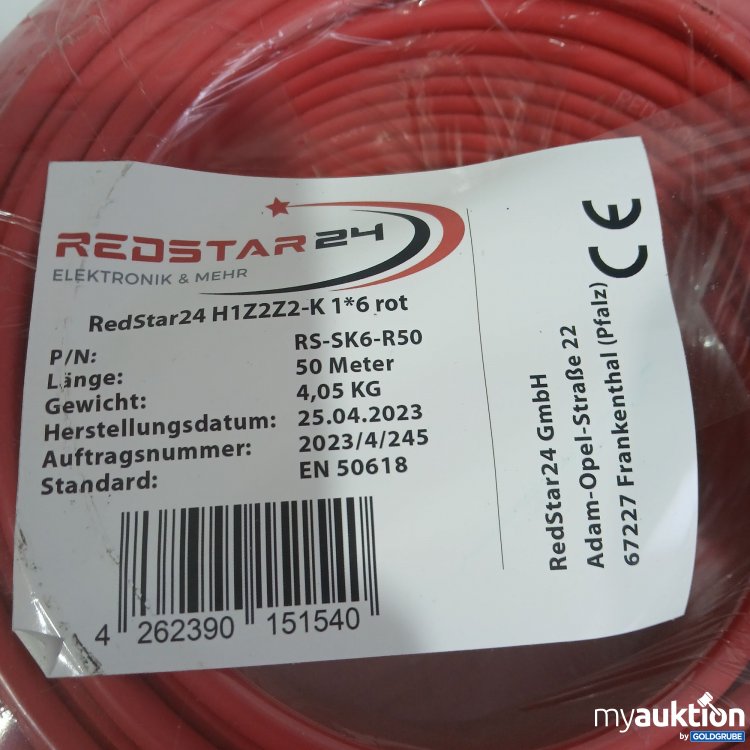 REDSTAR24
ELEKTRONIK & MEHR
RedStar24 H1Z2Z2-K 1*6 rot
P/N: RS-SK6-R50
Länge: 50 Meter
Gewicht: 4,05 KG
Herstellungsdatum: 25.04.2023
Auftragsnummer: 2023/4/245
Standard: EN 50618
4 262390 151540
RedStar24 GmbH
Adam-Opel-Straße 22
67227 Frankenthal (Pfalz)
CE
myauktion
by GOLDGRUBE